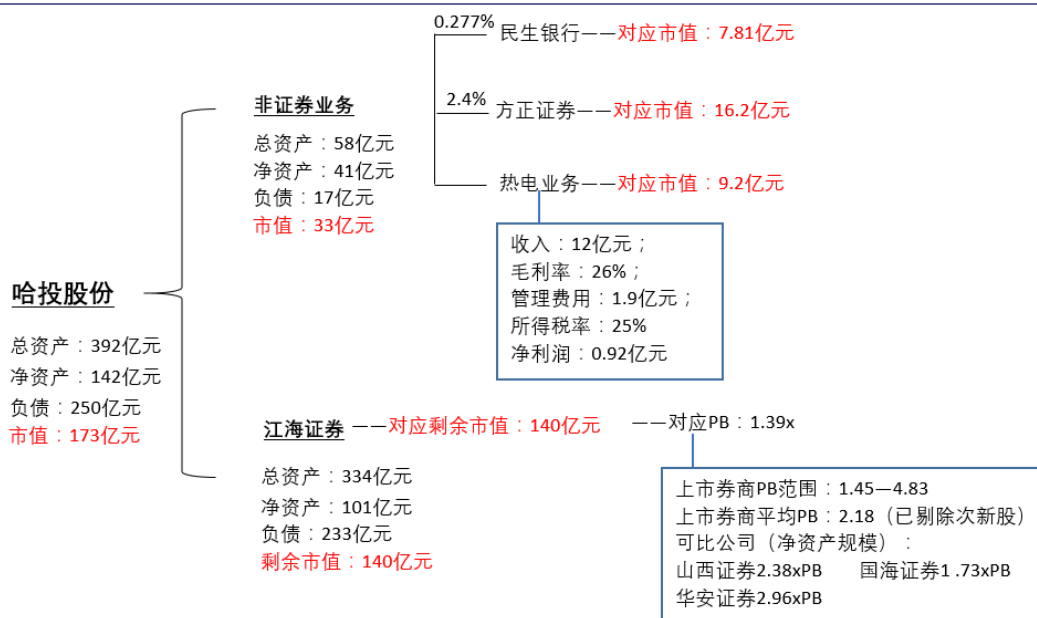 0.277%
民生银行——对应市值：7.81亿元
2.4%
方正证券——对应市值：16.2亿元
热电业务——对应市值：9.2亿元
非证券业务
总资产：58亿元
净资产：41亿元
负债：17亿元
市值：33亿元
收入：12亿元；
毛利率：26%；
管理费用：1.9亿元；
所得税率：25%
净利润：0.92亿元
哈投股份
总资产：392亿元
净资产：142亿元
负债：250亿元
市值：173亿元
江海证券 ——对应剩余市值：140亿元 ——对应PB：1.39x
总资产：334亿元
净资产：101亿元
负债：233亿元
剩余市值：140亿元
上市券商PB范围：1.45—4.83
上市券商平均PB：2.18（已剔除次新股）
可比公司（净资产规模）：
山西证券2.38xPB 国海证券1 .73xPB
华安证券2.96xPB